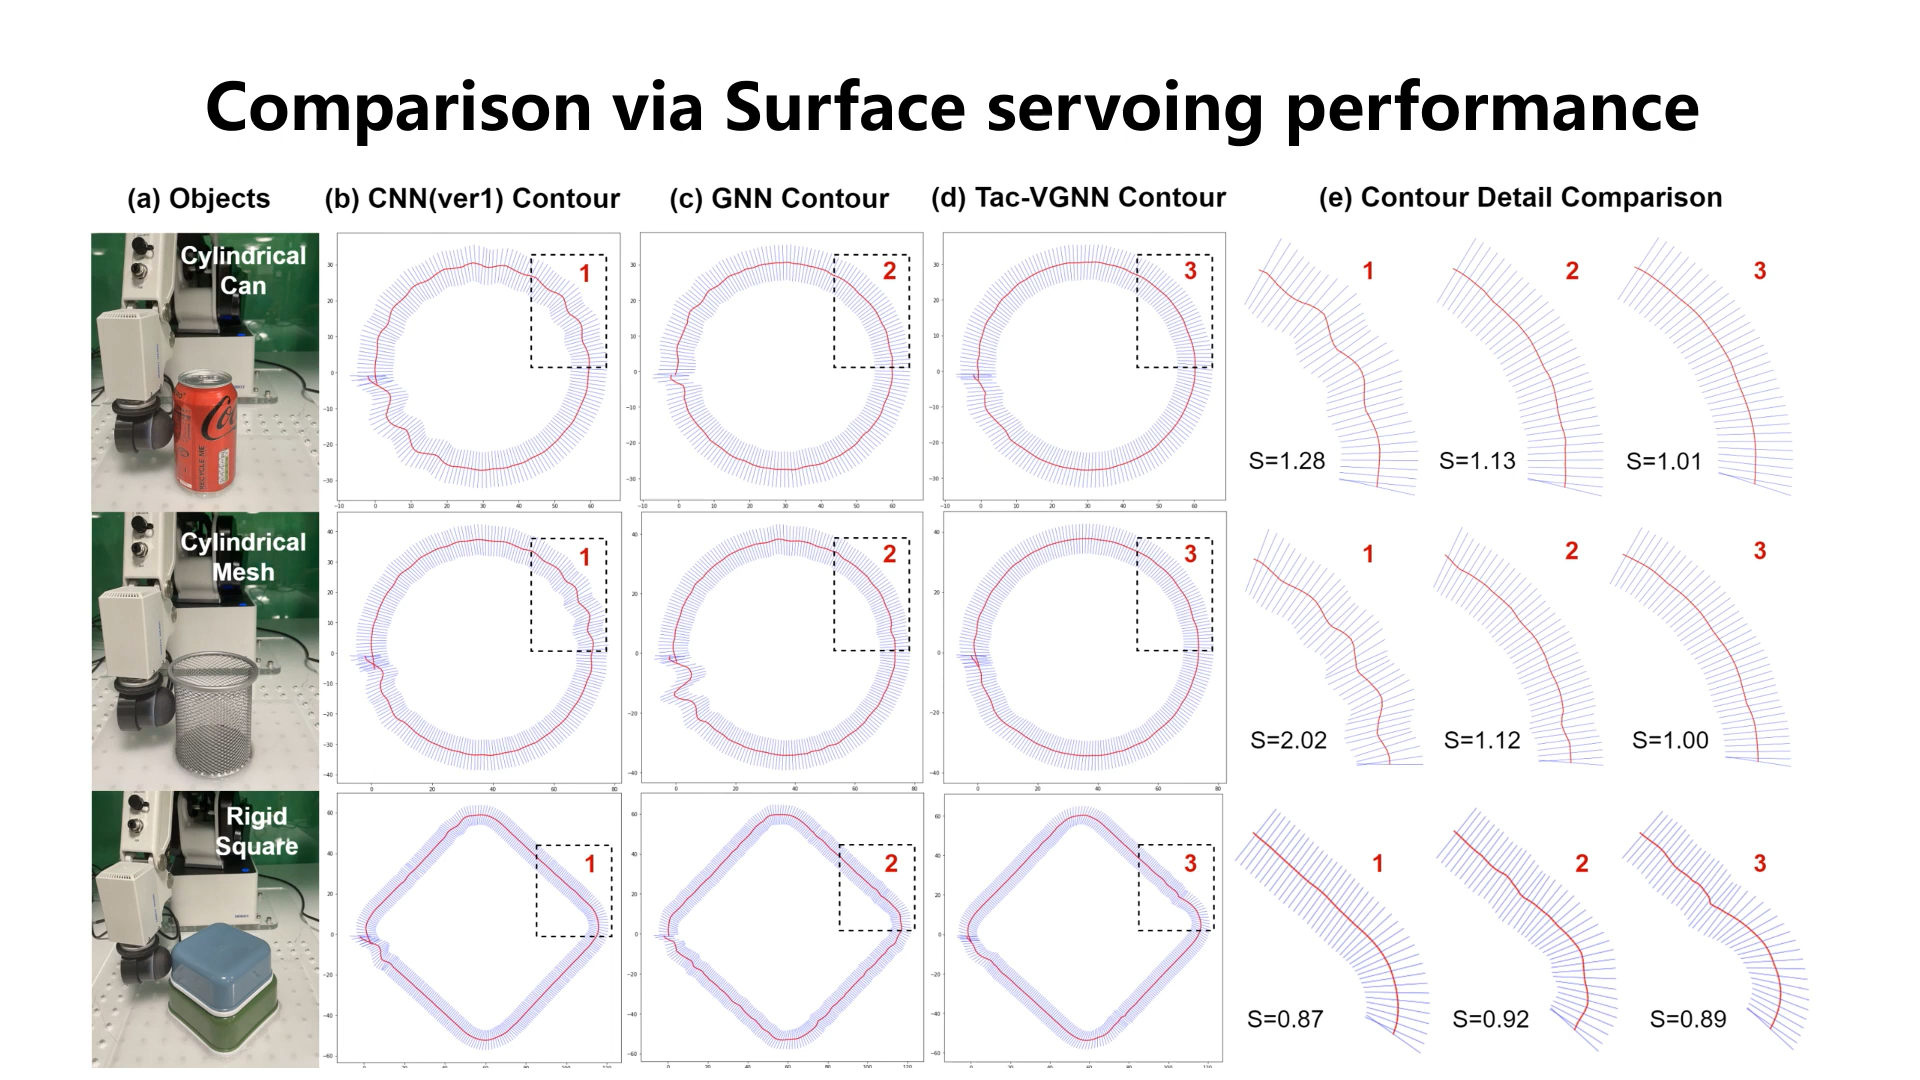 Comparison via Surface servoing performance
(a) Objects
(b) CNN(ver1) Contour
(c) GNN Contour
(d) Tac-VGNN Contour
(e) Contour Detail Comparison
Cylindrical
Can
1
2
3
1
2
3
S=1.28
S=1.13
S=1.01
Cylindrical
Mesh
1
2
3
1
2
3
S=2.02
S=1.12
S=1.00
Rigid
Square
1
2
3
1
2
3
S=0.87
S=0.92
S=0.89